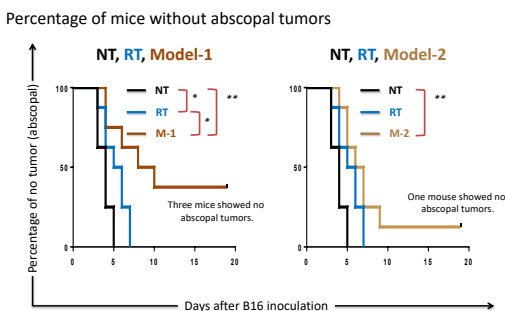 Percentage of mice without abscopal tumors
NT, RT, Model-1
NT, RT, Model-2
Percentage of no tumor (abscopal)
100
50
0
0 5 10 15 20
NT
RT
M-1
*
*
**
Three mice showed no
abscopal tumors.
100
50
0
0 5 10 15 20
NT
RT
M-2
**
One mouse showed no
abscopal tumors.
Days after B16 inoculation